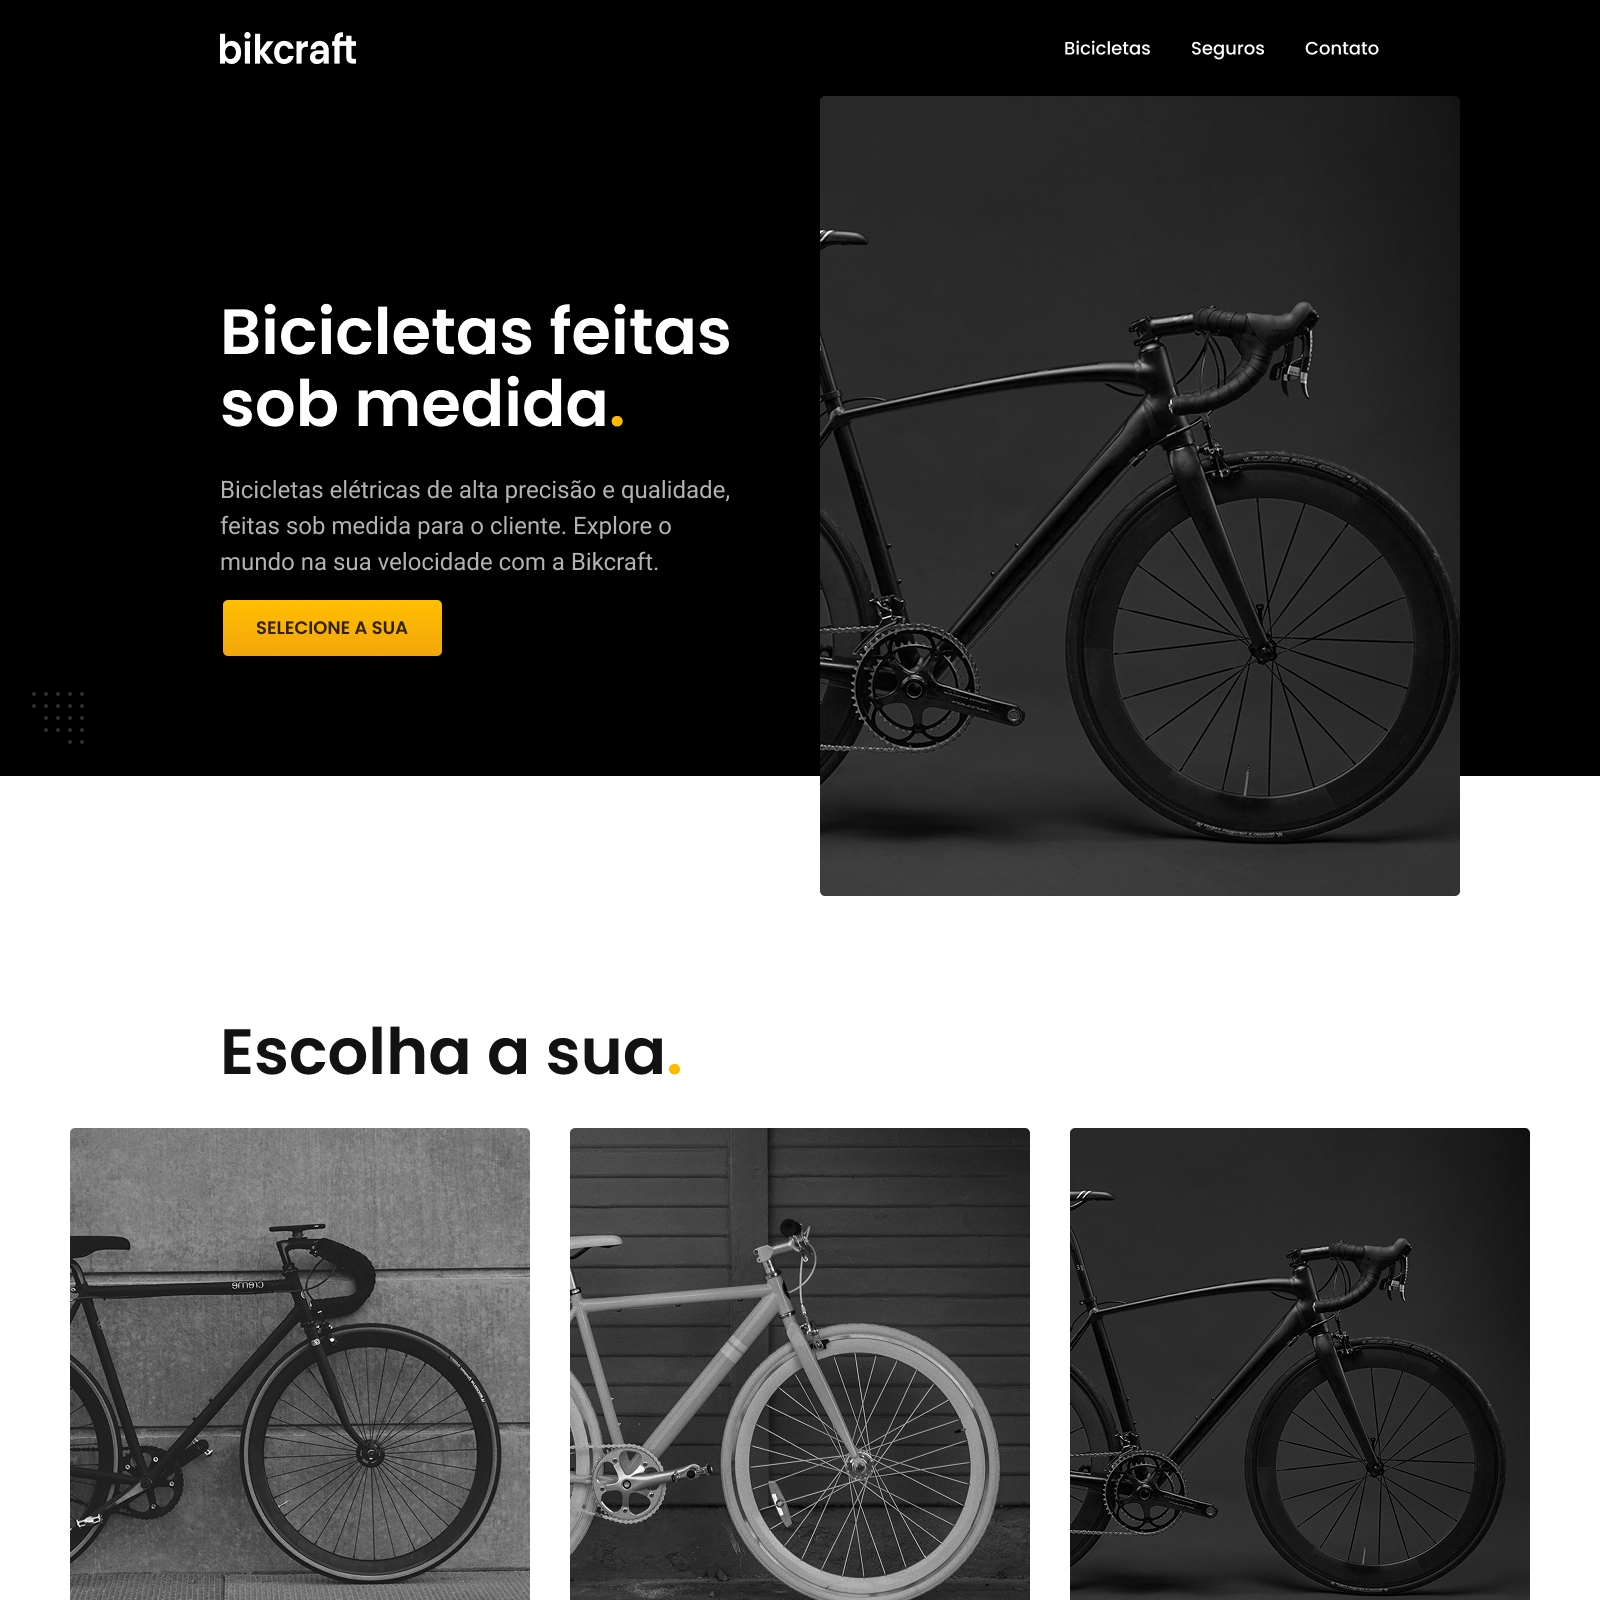 bikcraft
Bicicletas
Seguros
Contato
Bicicletas feitas
sob medida.
Bicicletas elétricas de alta precisão e qualidade,
feitas sob medida para o cliente. Explore o
mundo na sua velocidade com a Bikcraft.
SELECIONE A SUA
Escolha a sua.